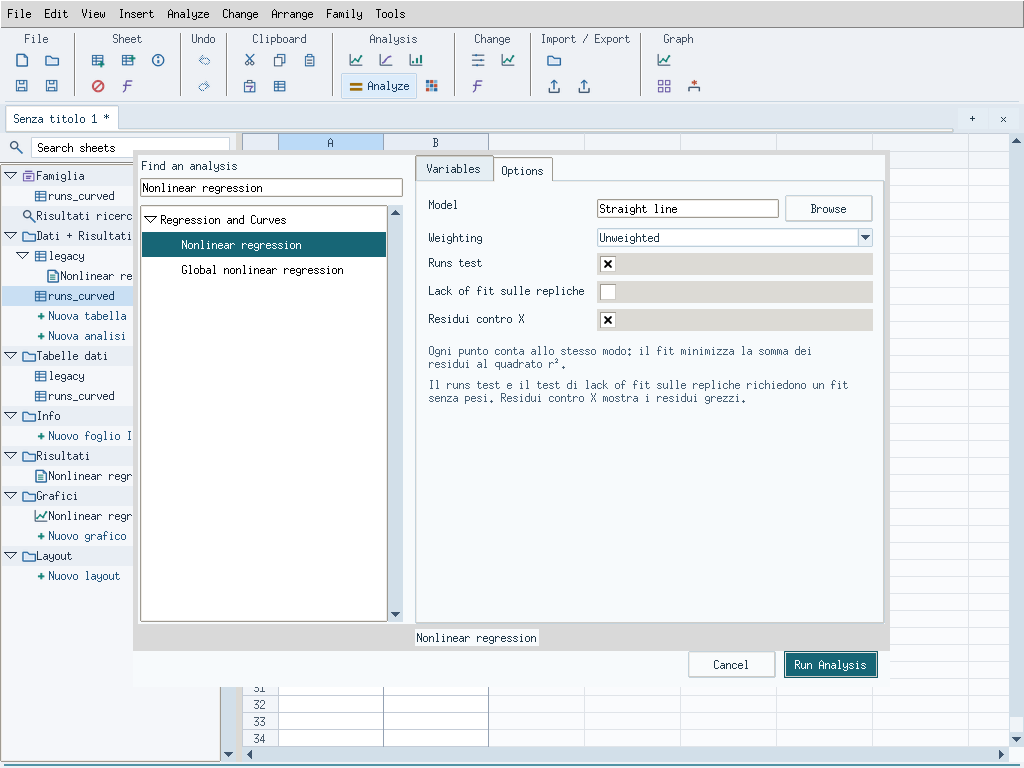 File Edit View Insert Analyze Change Arrange Family Tools
File Sheet Undo Clipboard Analysis Change Import / Export Graph
Analyze
Senza titolo 1 *
+ ×
Search sheets
A B
Famiglia
runs_curved
Risultati ricerc
Dati + Risultati
legacy
Nonlinear re
runs_curved
+ Nuova tabella
+ Nuova analisi
Tabelle dati
legacy
runs_curved
Info
+ Nuovo foglio I
Risultati
Nonlinear regr
Grafici
Nonlinear regr
+ Nuovo grafico
Layout
+ Nuovo layout
Find an analysis
Nonlinear regression
Regression and Curves
Nonlinear regression
Global nonlinear regression
Variables Options
Model Straight line Browse
Weighting Unweighted
Runs test
Lack of fit sulle repliche
Residui contro X
Ogni punto conta allo stesso modo: il fit minimizza la somma dei
residui al quadrato r².
Il runs test e il test di lack of fit sulle repliche richiedono un fit
senza pesi. Residui contro X mostra i residui grezzi.
Nonlinear regression
Cancel Run Analysis
31
32
33
34